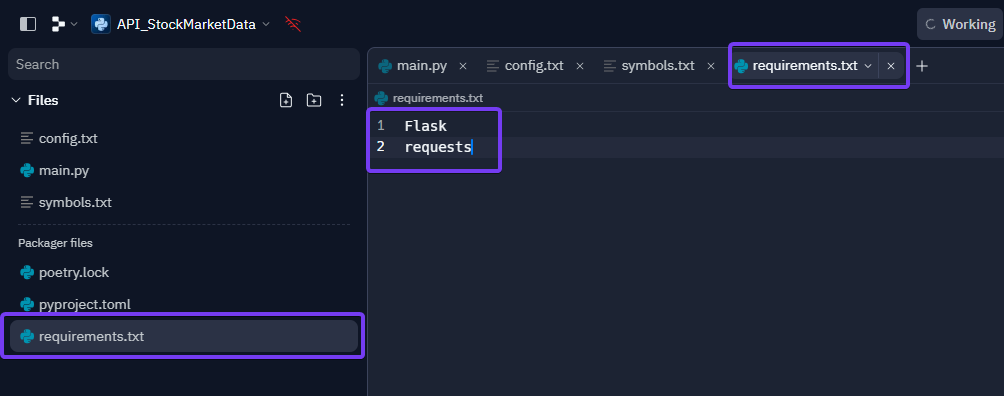 API_StockMarketData
Working
Search
Files
config.txt
main.py
symbols.txt
Packager files
poetry.lock
pyproject.toml
requirements.txt
main.py
config.txt
symbols.txt
requirements.txt
requirements.txt
1 Flask
2 requests